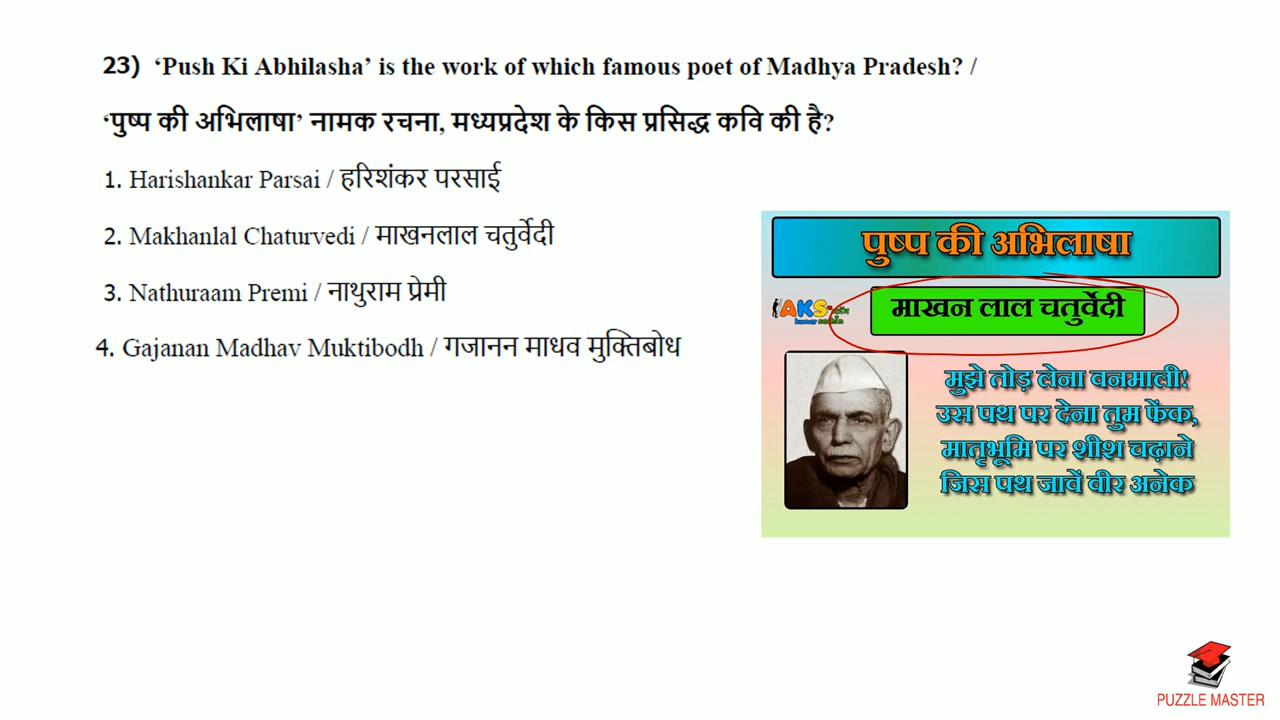 23) ‘Push Ki Abhilasha’ is the work of which famous poet of Madhya Pradesh? /
‘पुष्प की अभिलाषा’ नामक रचना, मध्यप्रदेश के किस प्रसिद्ध कवि की है?
1. Harishankar Parsai / हरिशंकर परसाई
2. Makhanlal Chaturvedi / माखनलाल चतुर्वेदी
3. Nathuraam Premi / नाथुराम प्रेमी
4. Gajanan Madhav Muktibodh / गजानन माधव मुक्तिबोध
पुष्प की अभिलाषा
AKS
माखन लाल चतुर्वेदी
मुझे तोड़ लेना वनमाली!
उस पथ पर देना तुम फेंक,
मातृभूमि पर शीश चढ़ाने
जिस पथ जावें वीर अनेक
PUZZLE MASTER